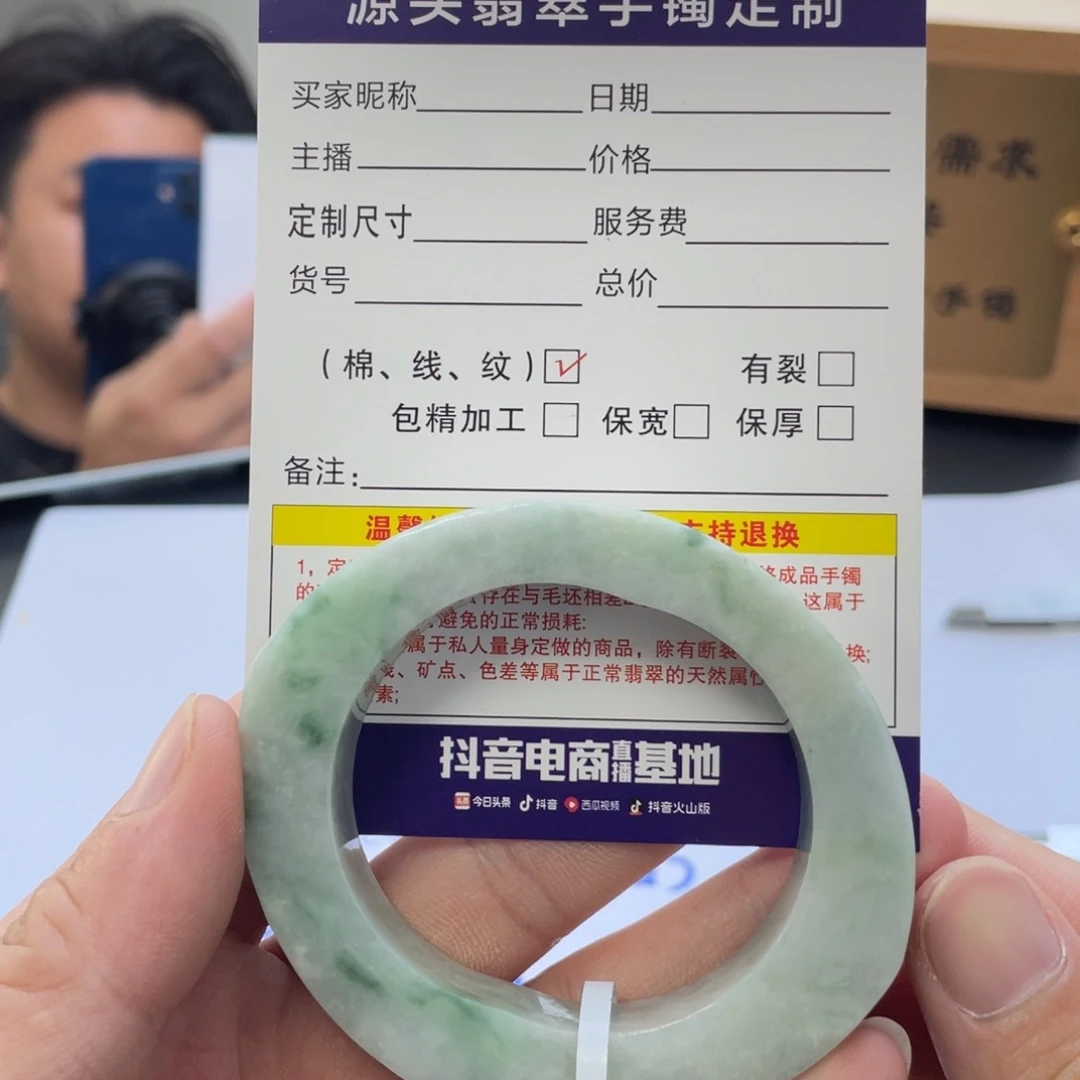 源头翡翠手镯定制
买家昵称 日期
主播 价格
定制尺寸 服务费
货号 总价
(棉、线、纹) 有裂
包精加工 保宽 保厚
备注:
温馨 支持退换
1, 定 成品手镯
的 存在与毛坯相差 这属于
避免的正常损耗:
属于私人量身定做的商品，除有断裂 换;
、矿点、色差等属于正常翡翠的天然属性
素;
抖音电商直播基地
头条 今日头条 抖音 西瓜视频 抖音火山版
需求
手镯